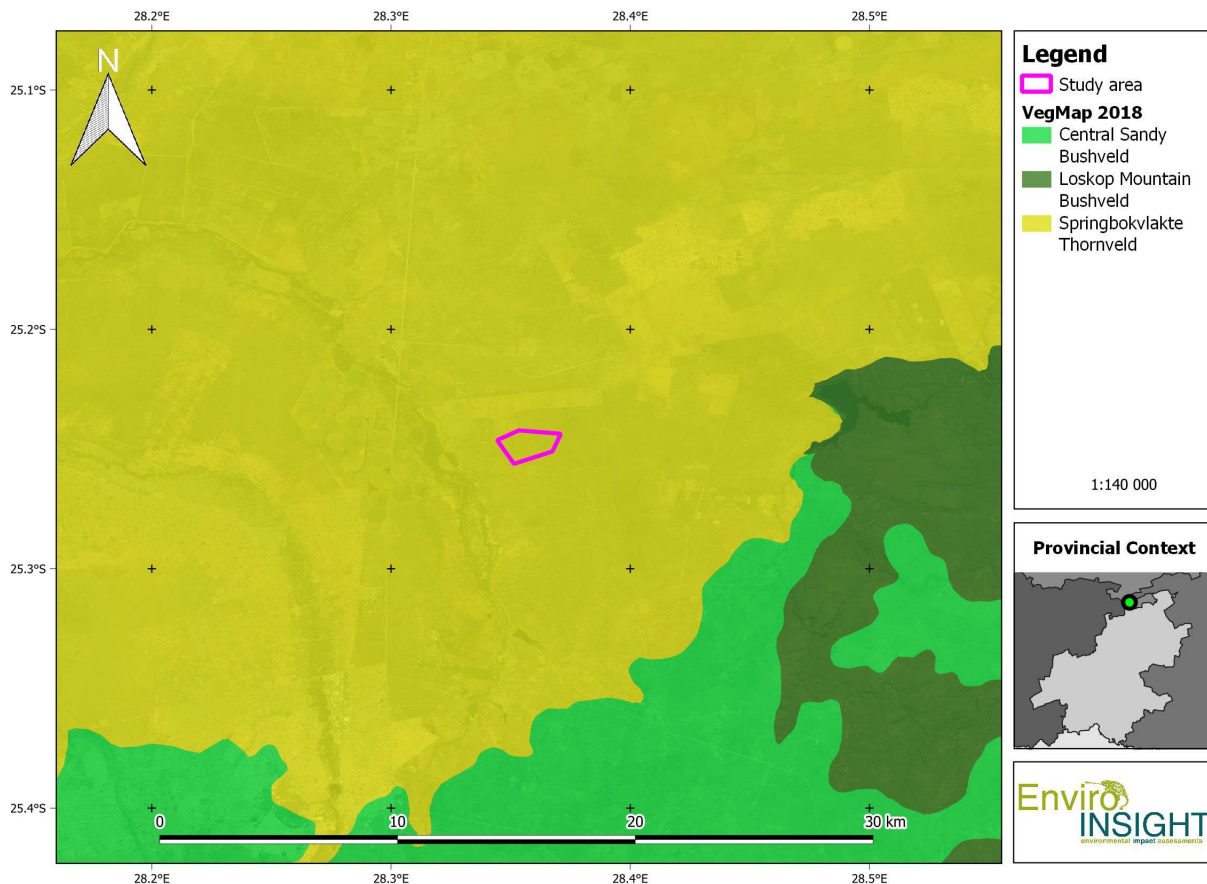 28.2°E 28.3°E 28.4°E 28.5°E
N
25.1°S
25.2°S
25.3°S
25.4°S
0 10 20 30 km
28.2°E 28.3°E 28.4°E 28.5°E
Legend
Study area
VegMap 2018
Central Sandy
Bushveld
Loskop Mountain
Bushveld
Springbokvlakte
Thornveld
1:140 000
Provincial Context
Enviro
INSIGHT
environmental impact assessments